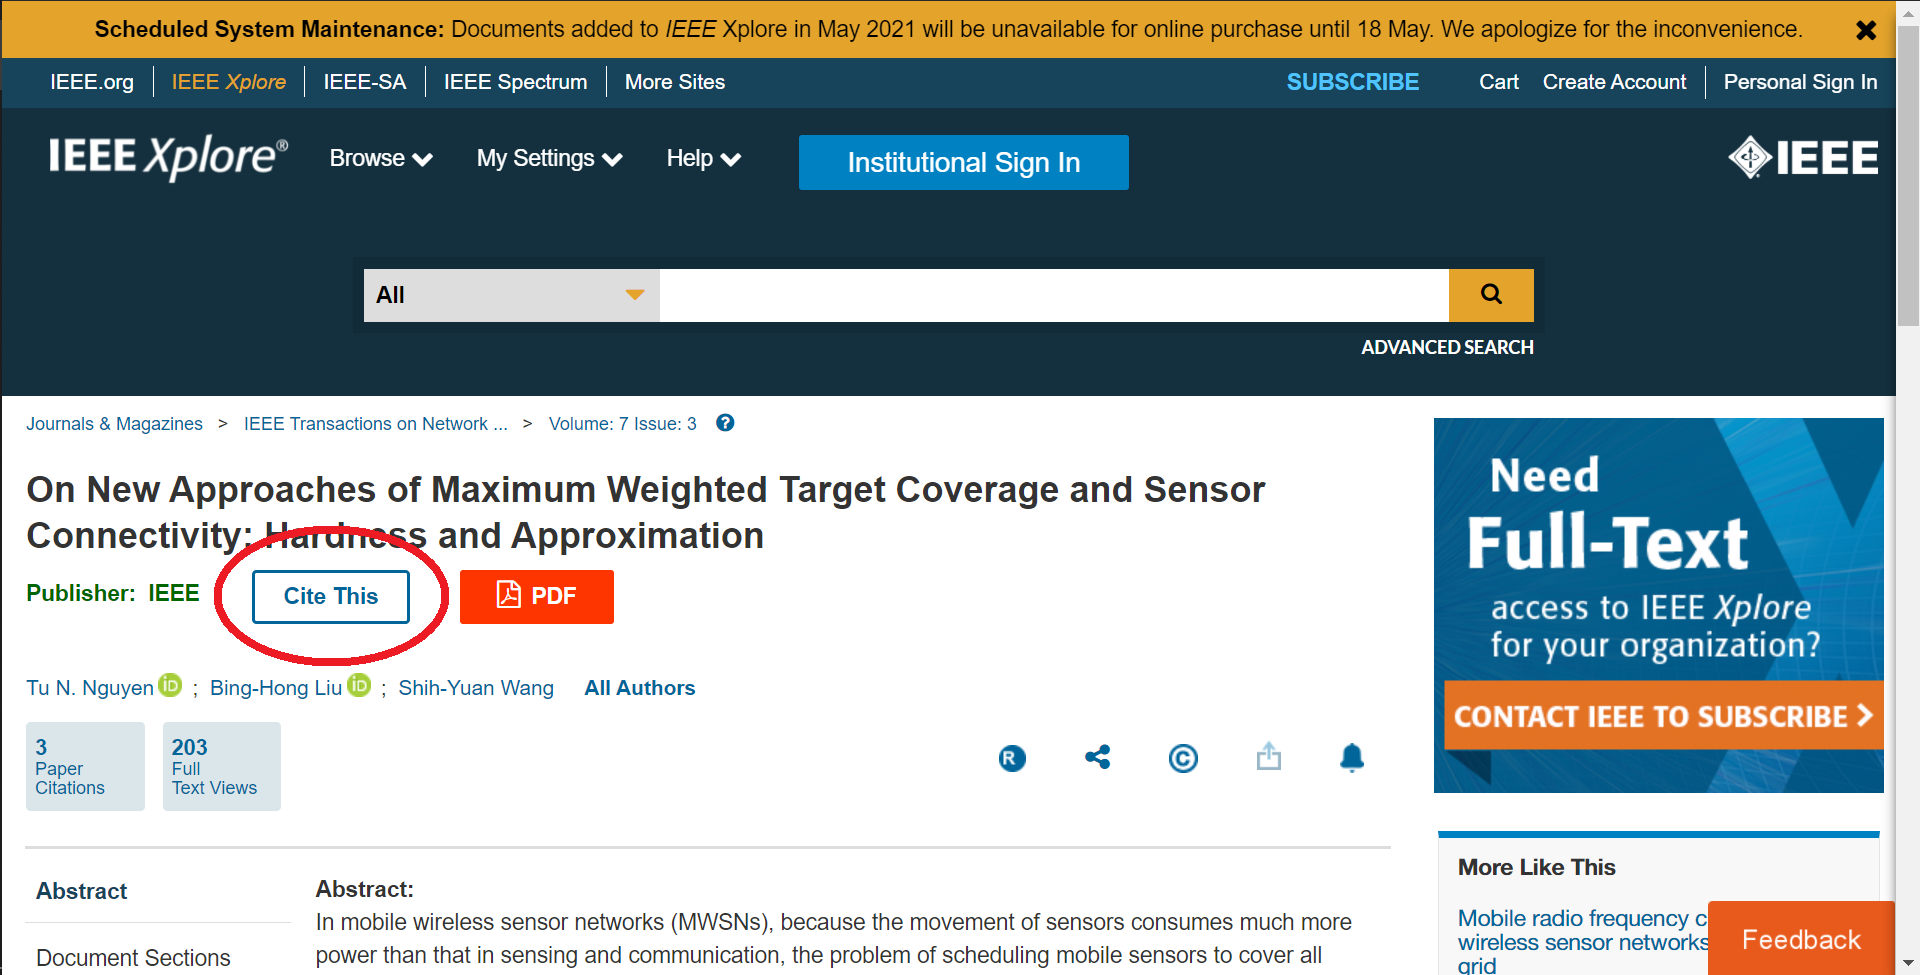 Scheduled System Maintenance: Documents added to IEEE Xplore in May 2021 will be unavailable for online purchase until 18 May. We apologize for the inconvenience.
IEEE.org IEEE Xplore IEEE-SA IEEE Spectrum More Sites SUBSCRIBE Cart Create Account Personal Sign In
IEEE Xplore® Browse My Settings Help Institutional Sign In IEEE
All
ADVANCED SEARCH
Journals & Magazines > IEEE Transactions on Network ... > Volume: 7 Issue: 3 ?
On New Approaches of Maximum Weighted Target Coverage and Sensor
Connectivity: Hardness and Approximation
Publisher: IEEE Cite This PDF
Tu N. Nguyen iD ; Bing-Hong Liu iD ; Shih-Yuan Wang All Authors
3
Paper
Citations
203
Full
Text Views
R ©
Need
Full-Text
access to IEEE Xplore
for your organization?
CONTACT IEEE TO SUBSCRIBE >
Abstract
Document Sections
Abstract:
In mobile wireless sensor networks (MWSNs), because the movement of sensors consumes much more
power than that in sensing and communication, the problem of scheduling mobile sensors to cover all
More Like This
Mobile radio frequency c
wireless sensor networks
grid
Feedback